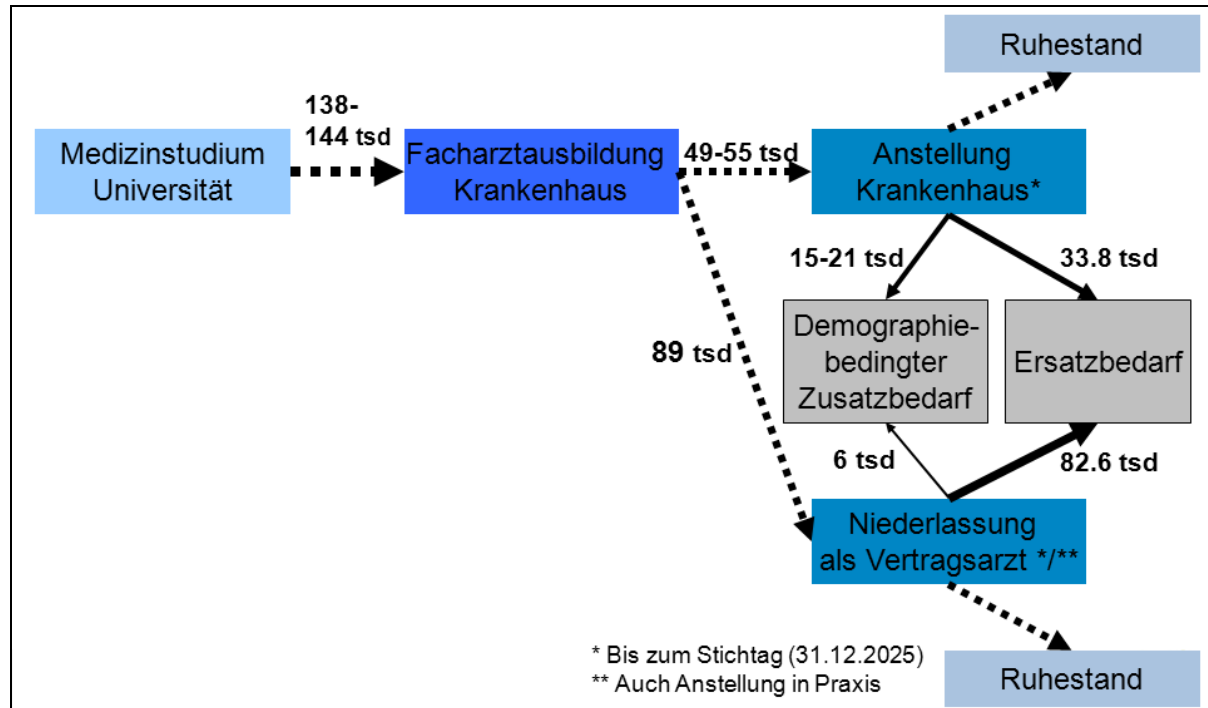 Ruhestand
138-
144 tsd
Medizinstudium
Universität
Facharztausbildung
Krankenhaus
49-55 tsd
Anstellung
Krankenhaus*
15-21 tsd
33.8 tsd
89 tsd
Demographie-
bedingter
Zusatzbedarf
Ersatzbedarf
6 tsd
82.6 tsd
Niederlassung
als Vertragsarzt */**
* Bis zum Stichtag (31.12.2025)
** Auch Anstellung in Praxis
Ruhestand